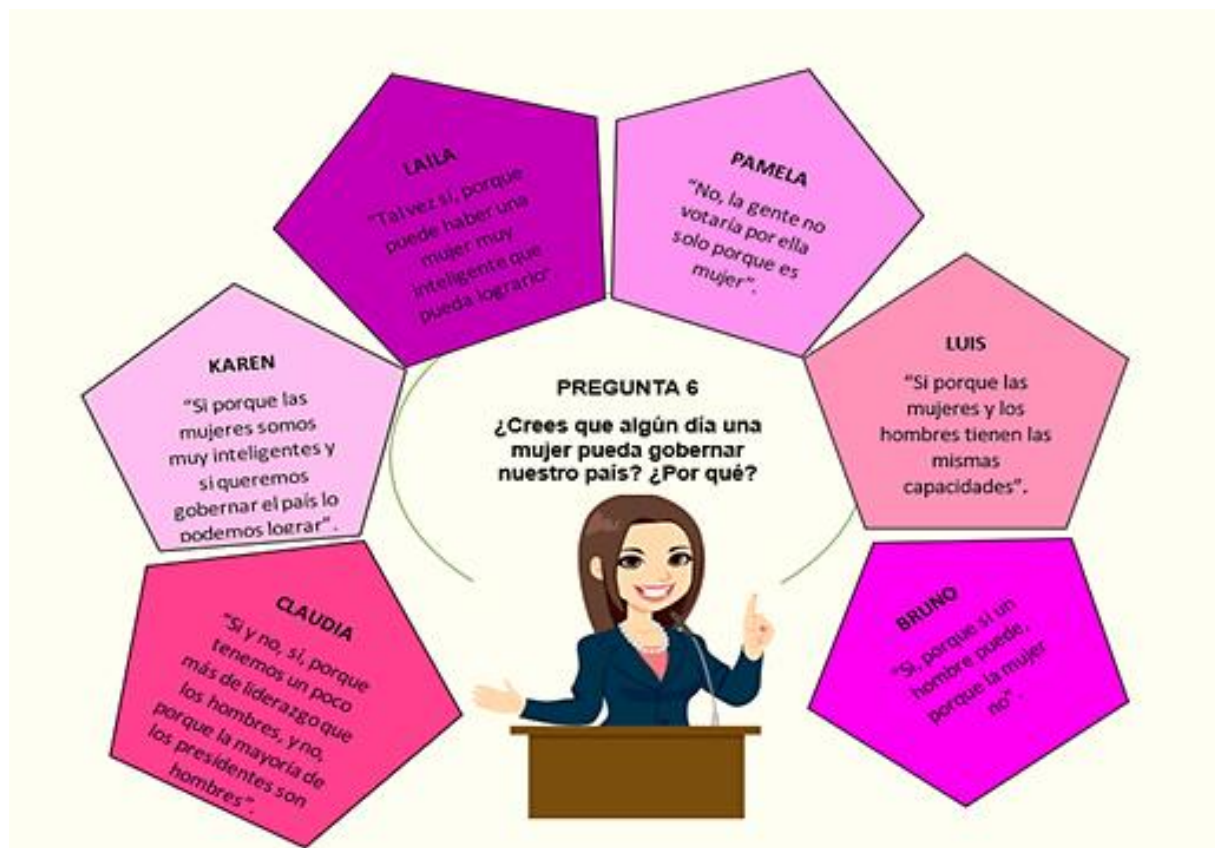 PREGUNTA 6
¿Crees que algún día una
mujer pueda gobernar
nuestro país? ¿Por qué?
CLAUDIA
"Si y no, si, porque
tenemos un poco
más de liderazgo que
los hombres, y no,
porque la mayoría de
los presidentes son
hombres".
KAREN
"Si porque las
mujeres somos
muy inteligentes y
si queremos
gobernar el país lo
podemos lograr".
LAILA
"Tal vez si, porque
puede haber una
mujer muy
inteligente que
pueda lograrlo"
PAMELA
"No, la gente no
votaría por ella
solo porque es
mujer".
LUIS
"Si porque las
mujeres y los
hombres tienen las
mismas
capacidades".
BRUNO
"Si, porque si un
hombre puede,
porque la mujer
no".